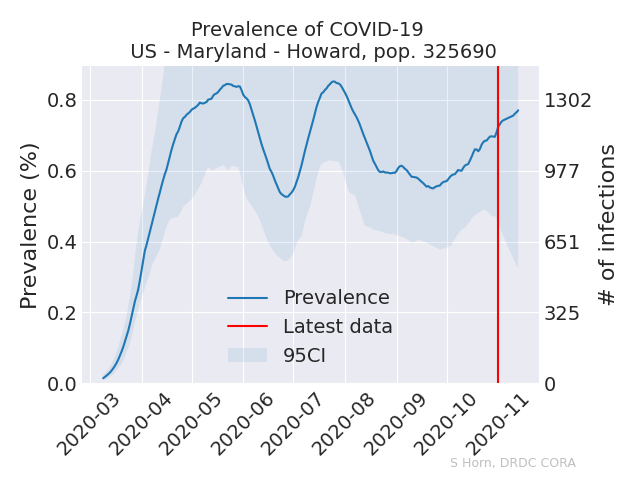 Prevalence of COVID-19
US - Maryland - Howard, pop. 325690
Prevalence (%)
0.8
0.6
0.4
0.2
0.0
1302
977
651
325
0
# of infections
Prevalence
Latest data
95CI
2020-03
2020-04
2020-05
2020-06
2020-07
2020-08
2020-09
2020-10
2020-11
S Horn, DRDC CORA